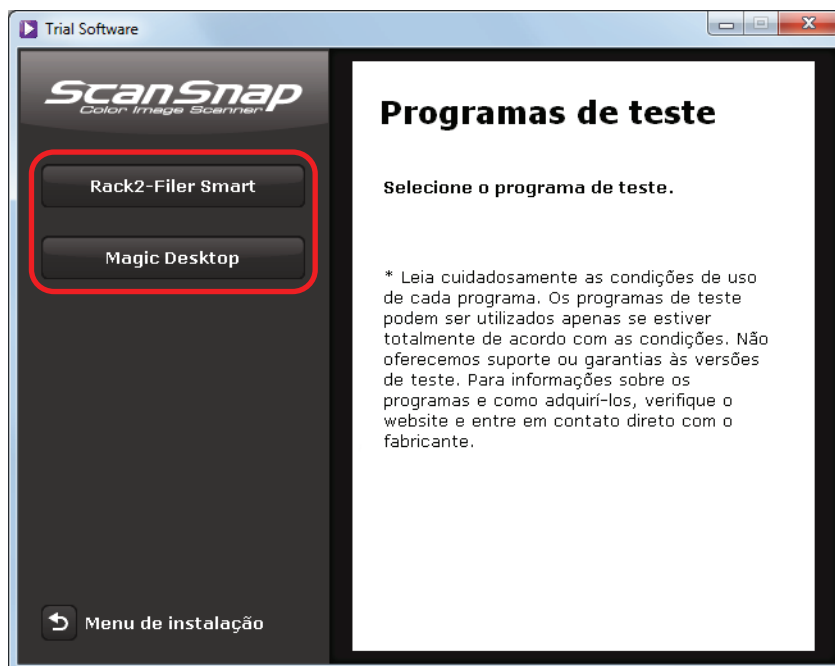 Trial Software
ScanSnap
Color Image Scanner
Rack2-Filer Smart
Magic Desktop
Menu de instalação
Programas de teste
Selecione o programa de teste.
* Leia cuidadosamente as condições de uso
de cada programa. Os programas de teste
podem ser utilizados apenas se estiver
totalmente de acordo com as condições. Não
oferecemos suporte ou garantias às versões
de teste. Para informações sobre os
programas e como adquirí-los, verifique o
website e entre em contato direto com o
fabricante.